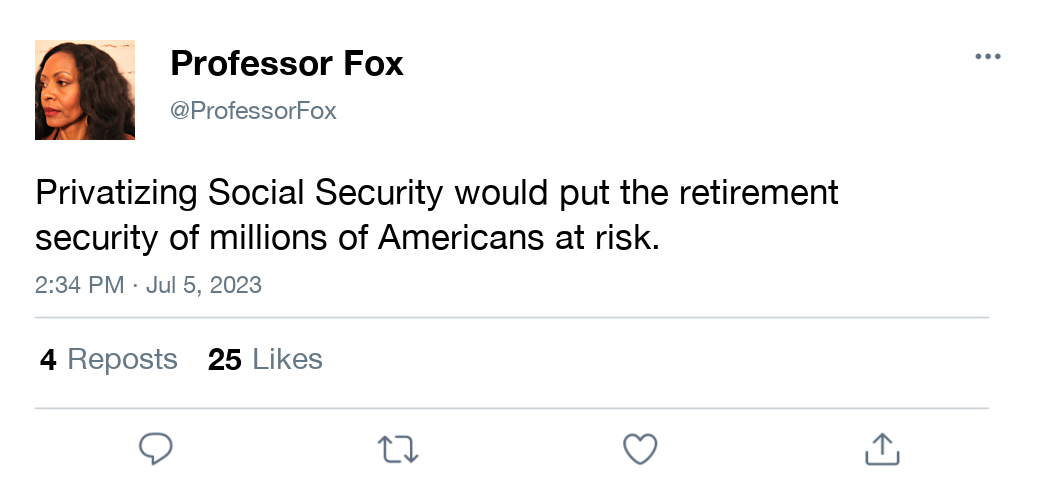 Professor Fox
@ProfessorFox
Privatizing Social Security would put the retirement
security of millions of Americans at risk.
2:34 PM · Jul 5, 2023
4 Reposts 25 Likes